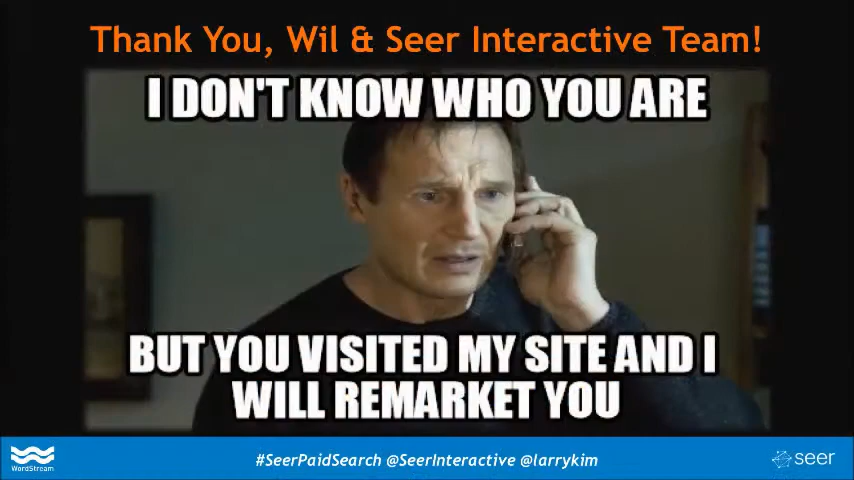 Thank You, Wil & Seer Interactive Team!
I DON'T KNOW WHO YOU ARE
BUT YOU VISITED MY SITE AND I
WILL REMARKET YOU
WordStream
#SeerPaidSearch @SeerInteractive @larrykim
seer